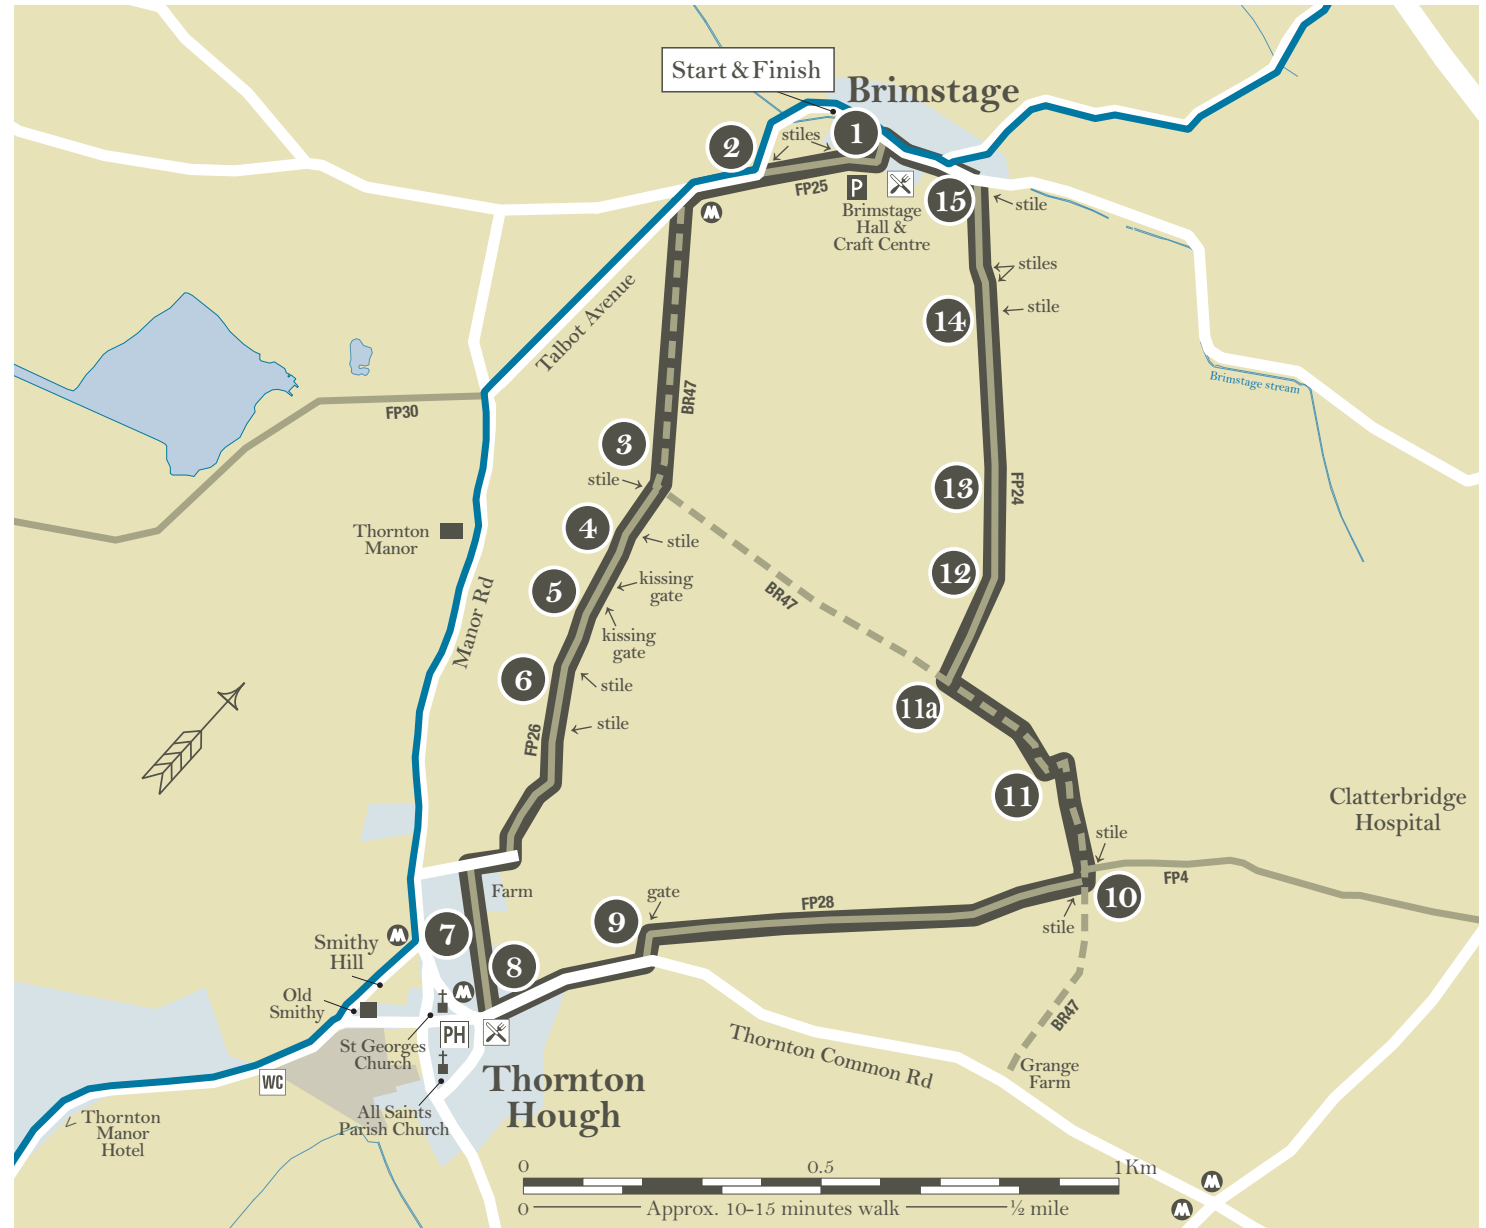 Start & Finish
Brimstage
1
stiles
2
FP25
P
Brimstage
Hall &
Craft Centre
15
stile
stiles
14
stile
M
Talbot Avenue
BR47
Brimstage stream
FP30
3
stile
13
FP24
Thornton
Manor
4
stile
12
5
kissing
gate
BR47
Manor Rd
kissing
gate
6
stile
11a
stile
FP26
11
Clatterbridge
Hospital
stile
FP4
Farm
gate
9
FP28
10
stile
7
M
Smithy
Hill
8
M
Old
Smithy
St Georges
Church
PH
BR47
Thornton Common Rd
Grange
Farm
WC
Thornton
Hough
All Saints
Parish Church
Thornton
Manor
Hotel
0
0.5
1 Km
0
Approx. 10-15 minutes walk
½ mile
M
M